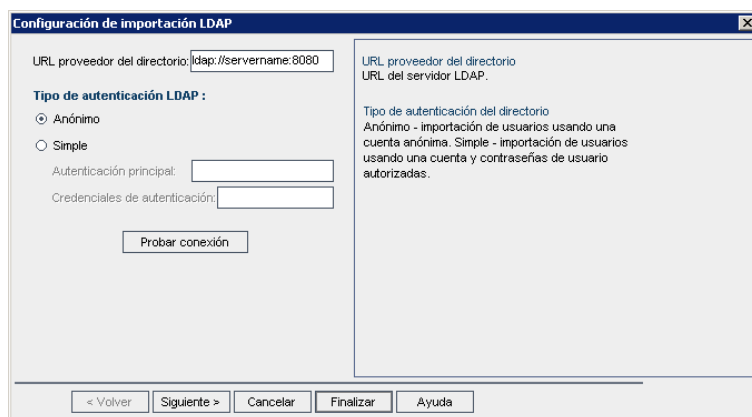 Configuración de importación LDAP
URL proveedor del directorio: ldap://servername:8080
Tipo de autenticación LDAP :
Anónimo
Simple
Autenticación principal:
Credenciales de autenticación:
Probar conexión
URL proveedor del directorio
URL del servidor LDAP.
Tipo de autenticación del directorio
Anónimo - importación de usuarios usando una
cuenta anónima. Simple - importación de usuarios
usando una cuenta y contraseñas de usuario
autorizadas.
< Volver Siguiente > Cancelar Finalizar Ayuda